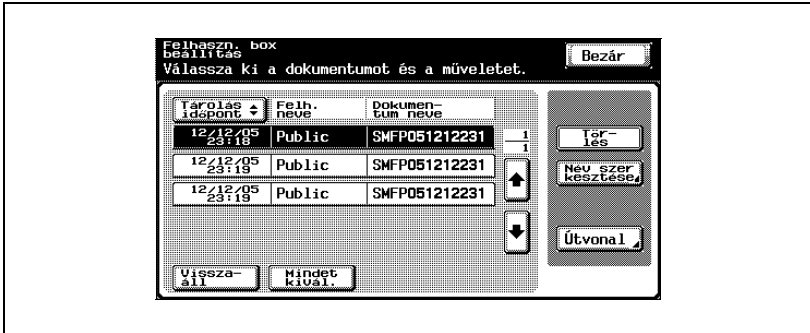 Felhaszn. box
beállítás
Válassza ki a dokumentumot és a műveletet.
Bezár
Tárolás
időpont
Felh.
neve
Dokumen-
tum neve
12/12/05
23:18
Public
SMFP051212231
1
1
12/12/05
23:19
Public
SMFP051212231
12/12/05
23:19
Public
SMFP051212231
Tör-
lés
Név szer
kesztése
Útvonal
Vissza-
áll
Mindet
kivál.